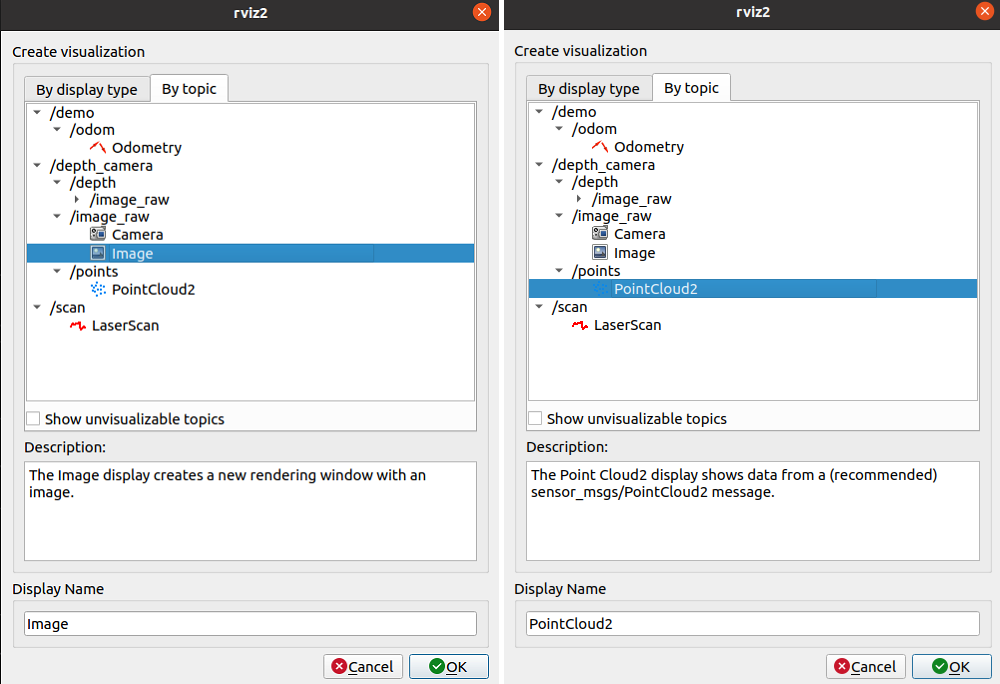 rviz2
Create visualization
By display type
By topic
/demo
/odom
Odometry
/depth_camera
/depth
/image_raw
/image_raw
Camera
Image
/points
PointCloud2
/scan
LaserScan
Show unvisualizable topics
Description:
The Image display creates a new rendering window with an
image.
Display Name
Image
Cancel
OK
rviz2
Create visualization
By display type
By topic
/demo
/odom
Odometry
/depth_camera
/depth
/image_raw
/image_raw
Camera
Image
/points
PointCloud2
/scan
LaserScan
Show unvisualizable topics
Description:
The Point Cloud2 display shows data from a (recommended)
sensor_msgs/PointCloud2 message.
Display Name
PointCloud2
Cancel
OK